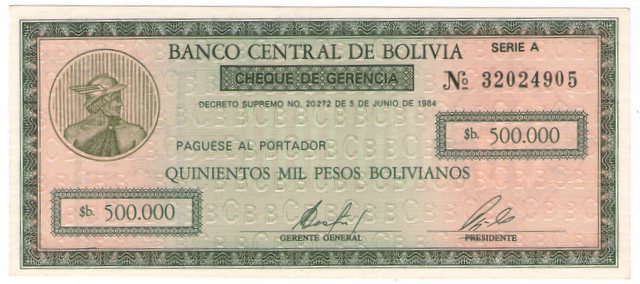 BANCO CENTRAL DE BOLIVIA
SERIE A
CHEQUE DE GERENCIA
Nº 32024905
DECRETO SUPREMO NO. 20272 DE 5 DE JUNIO DE 1984
$b. 500.000
PAGUESE AL PORTADOR
QUINIENTOS MIL PESOS BOLIVIANOS
$b. 500.000
GERENTE GENERAL
PRESIDENTE